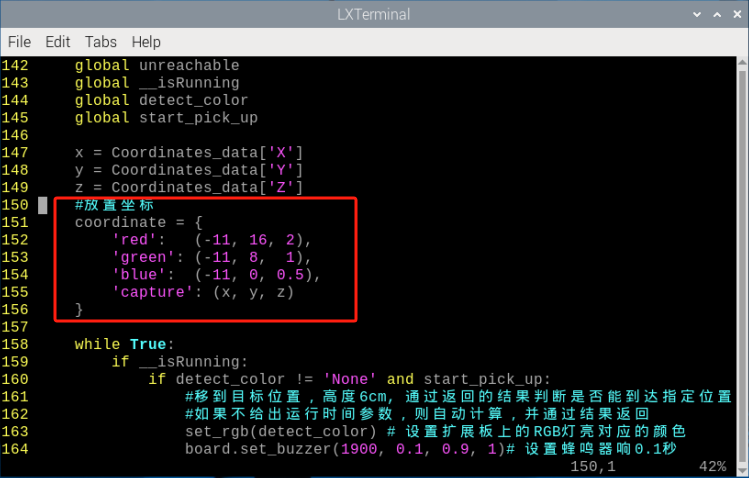 LXTerminal
File Edit Tabs Help
142     global unreachable
143     global __isRunning
144     global detect_color
145     global start_pick_up
146
147     x = Coordinates_data['X']
148     y = Coordinates_data['Y']
149     z = Coordinates_data['Z']
150     #放置坐标
151     coordinate = {
152         'red':   (-11, 16, 2),
153         'green': (-11, 8,  1),
154         'blue':  (-11, 0, 0.5),
155         'capture': (x, y, z)
156     }
157
158     while True:
159         if __isRunning:
160             if detect_color != 'None' and start_pick_up:
161                 #移到目标位置，高度6cm, 通过返回的结果判断是否能到达指定位置
162                 #如果不给出运行时间参数，则自动计算，并通过结果返回
163                 set_rgb(detect_color) # 设置扩展板上的RGB灯亮对应的颜色
164                 board.set_buzzer(1900, 0.1, 0.9, 1)# 设置蜂鸣器响0.1秒
150,1 42%